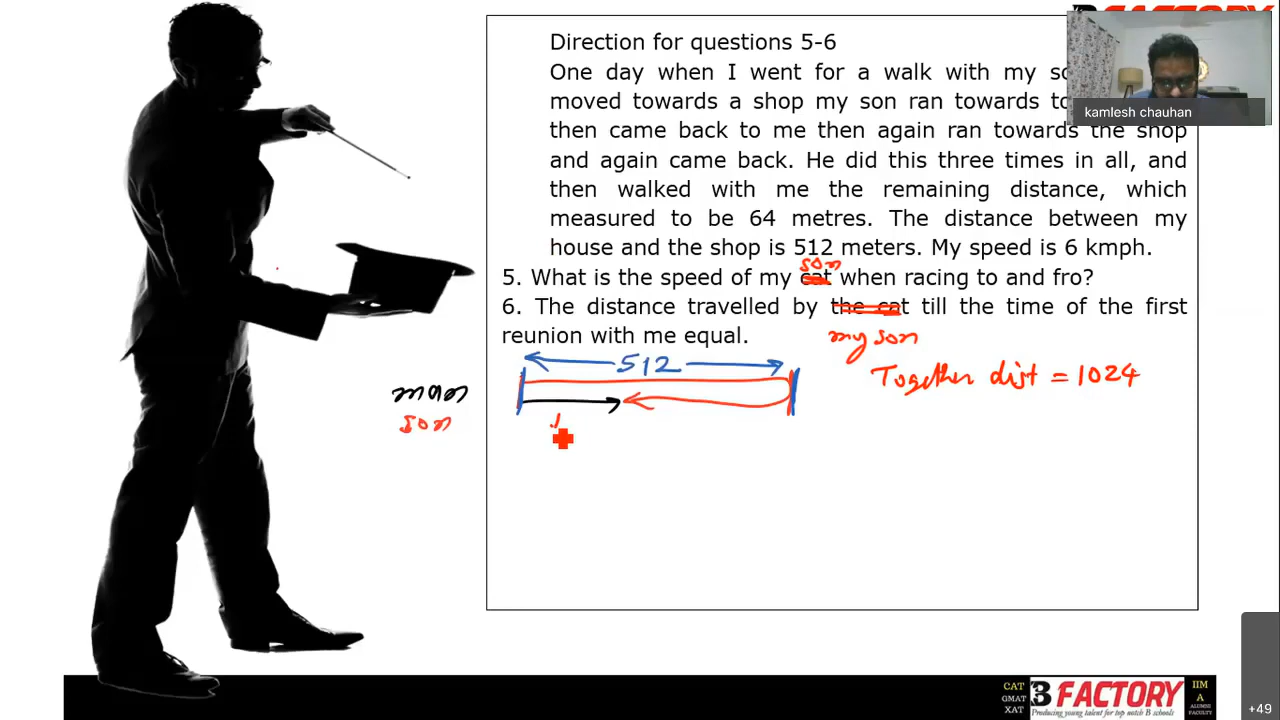 FACTORY
Direction for questions 5-6
One day when I went for a walk with my
moved towards a shop my son ran towards
kamlesh chauhan
then came back to me then again ran towards the shop
and again came back. He did this three times in all, and
then walked with me the remaining distance, which
measured to be 64 metres. The distance between my
house and the shop is 512 meters. My speed is 6 kmph.
son
5. What is the speed of my cat when racing to and fro?
6. The distance travelled by the cat till the time of the first
reunion with me equal.
my son
512
Together dist = 1024
son
CAT
GMAT
XAT
3 FACTORY
Producing young talent for top notch B schools
IIM
A
ALUMNI
FACULTY
+49